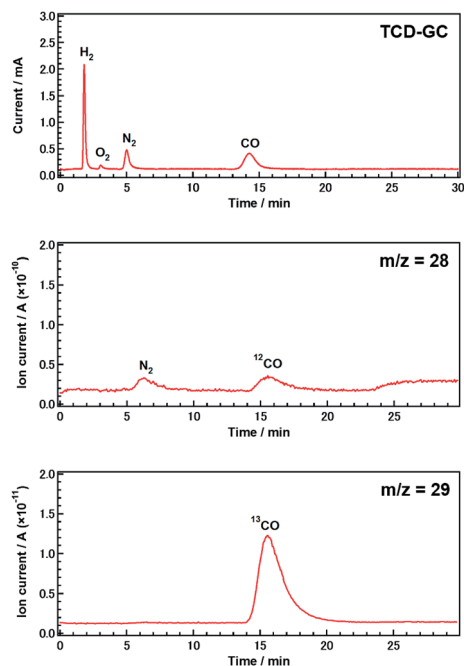 TCD-GC
Current / mA
3.0
2.5
2.0
1.5
1.0
0.5
0.0
H₂
O₂
N₂
CO
0 5 10 15 20 25 30
Time / min
m/z = 28
Ion current / A (×10⁻¹⁰)
2.0
1.5
1.0
0.5
0.0
N₂
¹²CO
0 5 10 15 20 25
Time / min
m/z = 29
Ion current / A (×10⁻¹¹)
2.0
1.5
1.0
0.5
0.0
¹³CO
0 5 10 15 20 25
Time / min